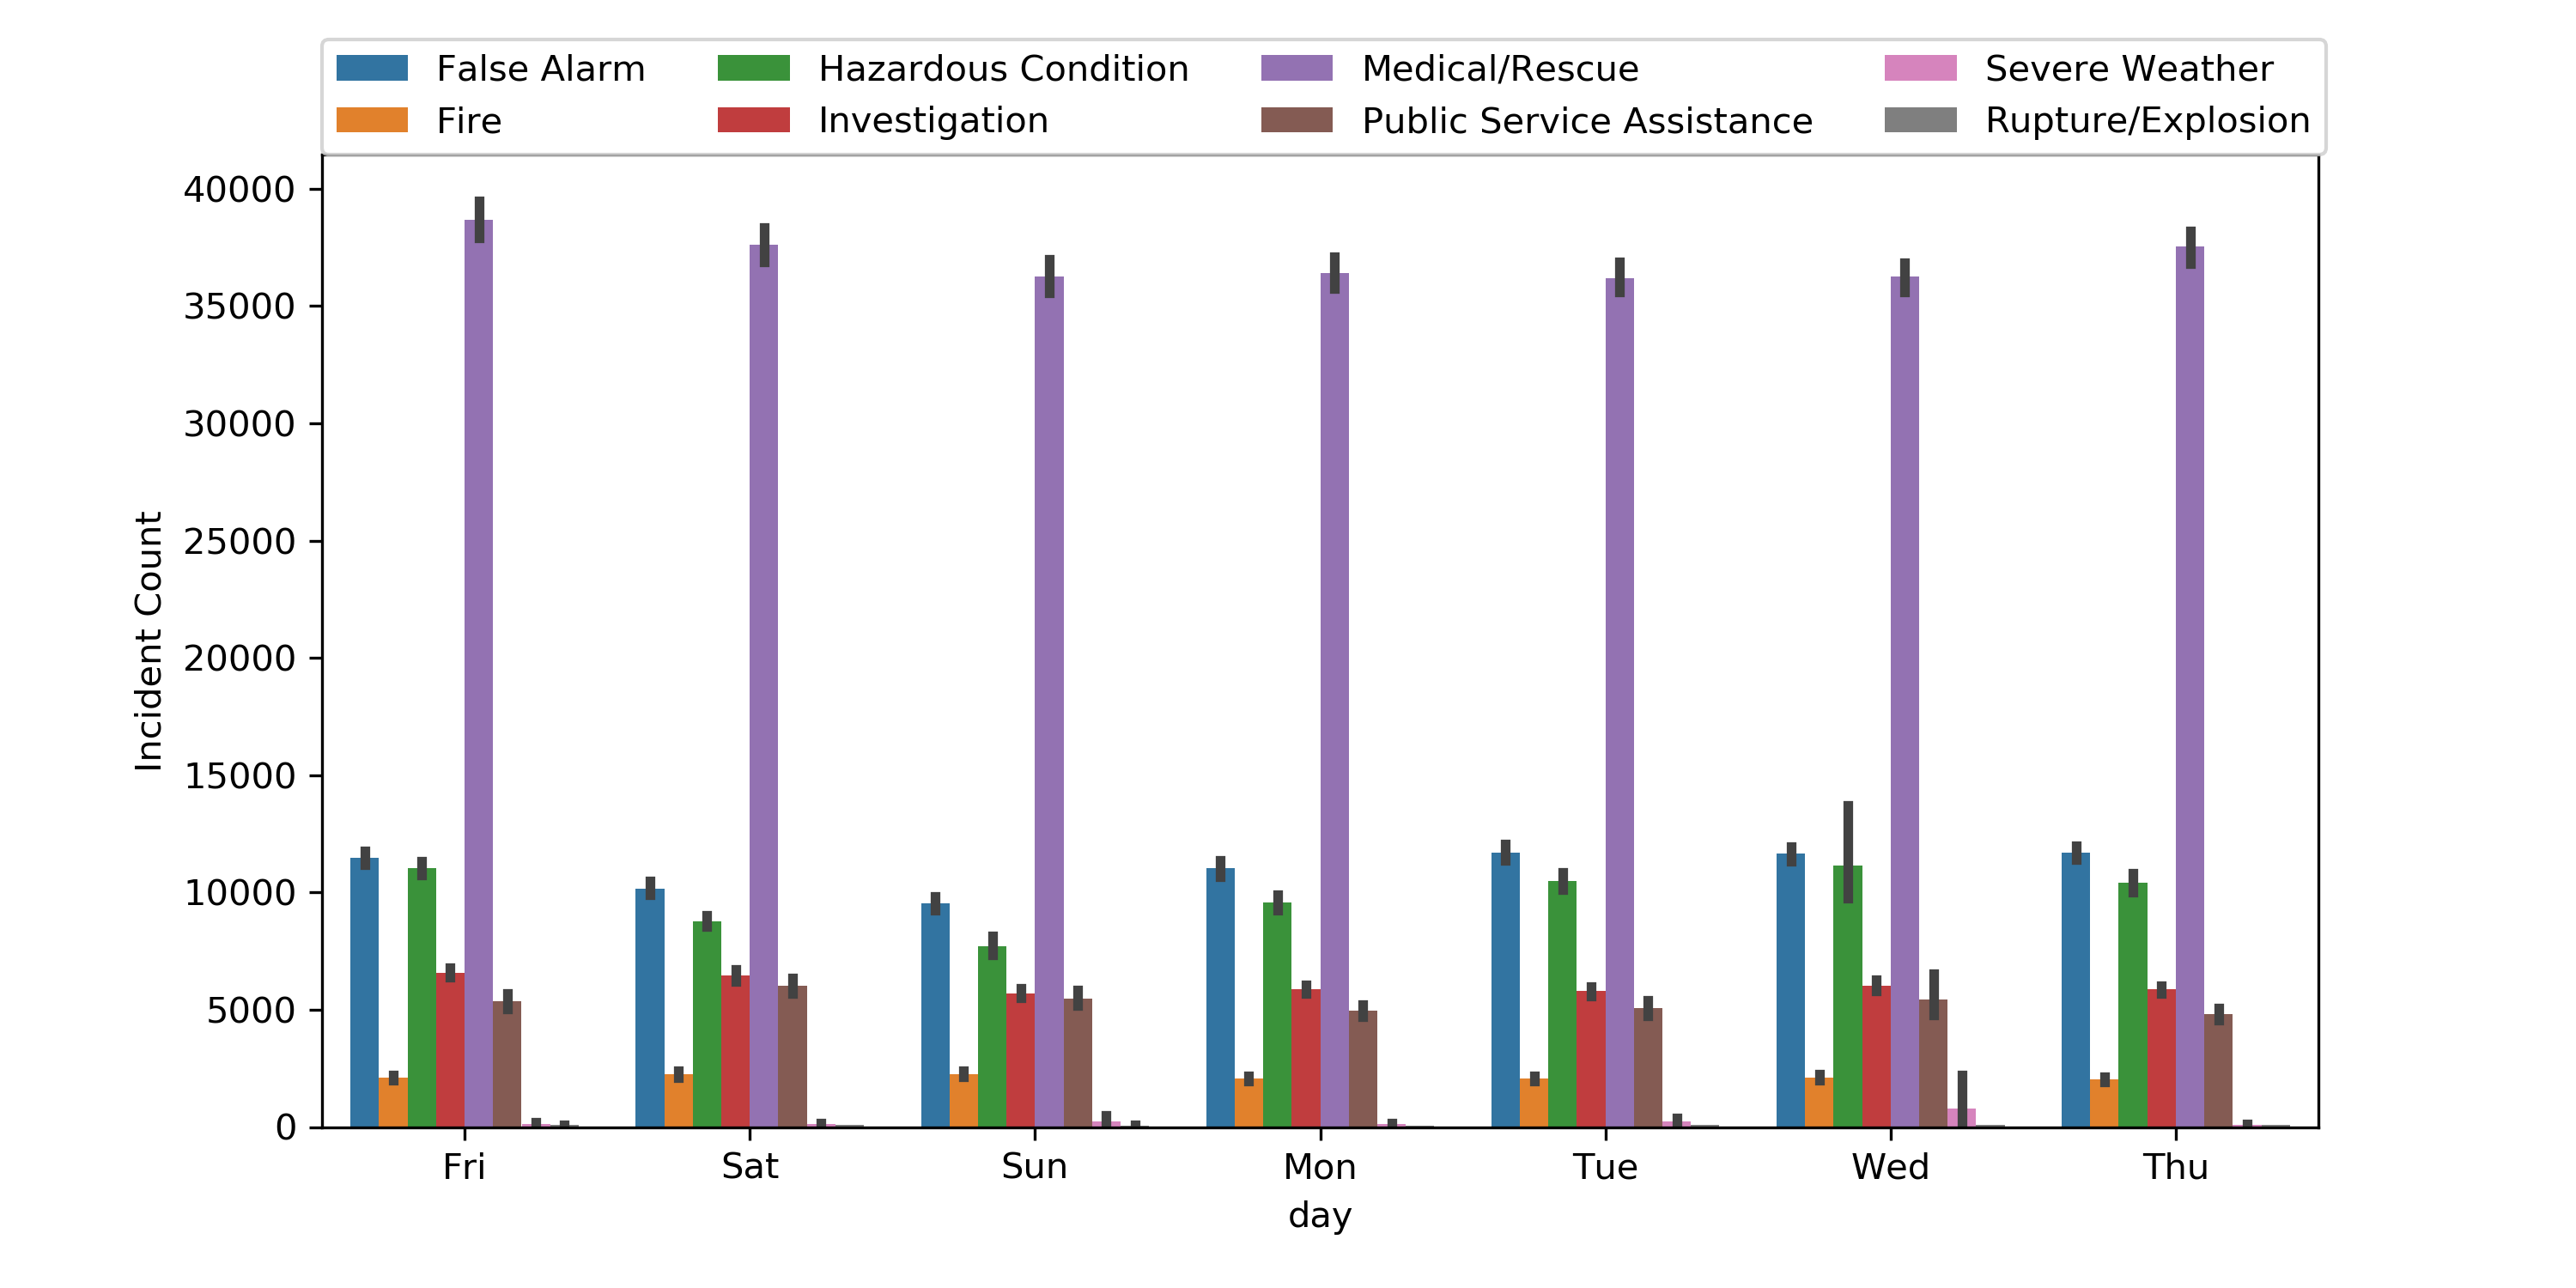 False Alarm Hazardous Condition Medical/Rescue Severe Weather
Fire Investigation Public Service Assistance Rupture/Explosion
40000
35000
30000
25000
20000
15000
10000
5000
0
Incident Count
Fri Sat Sun Mon Tue Wed Thu
day